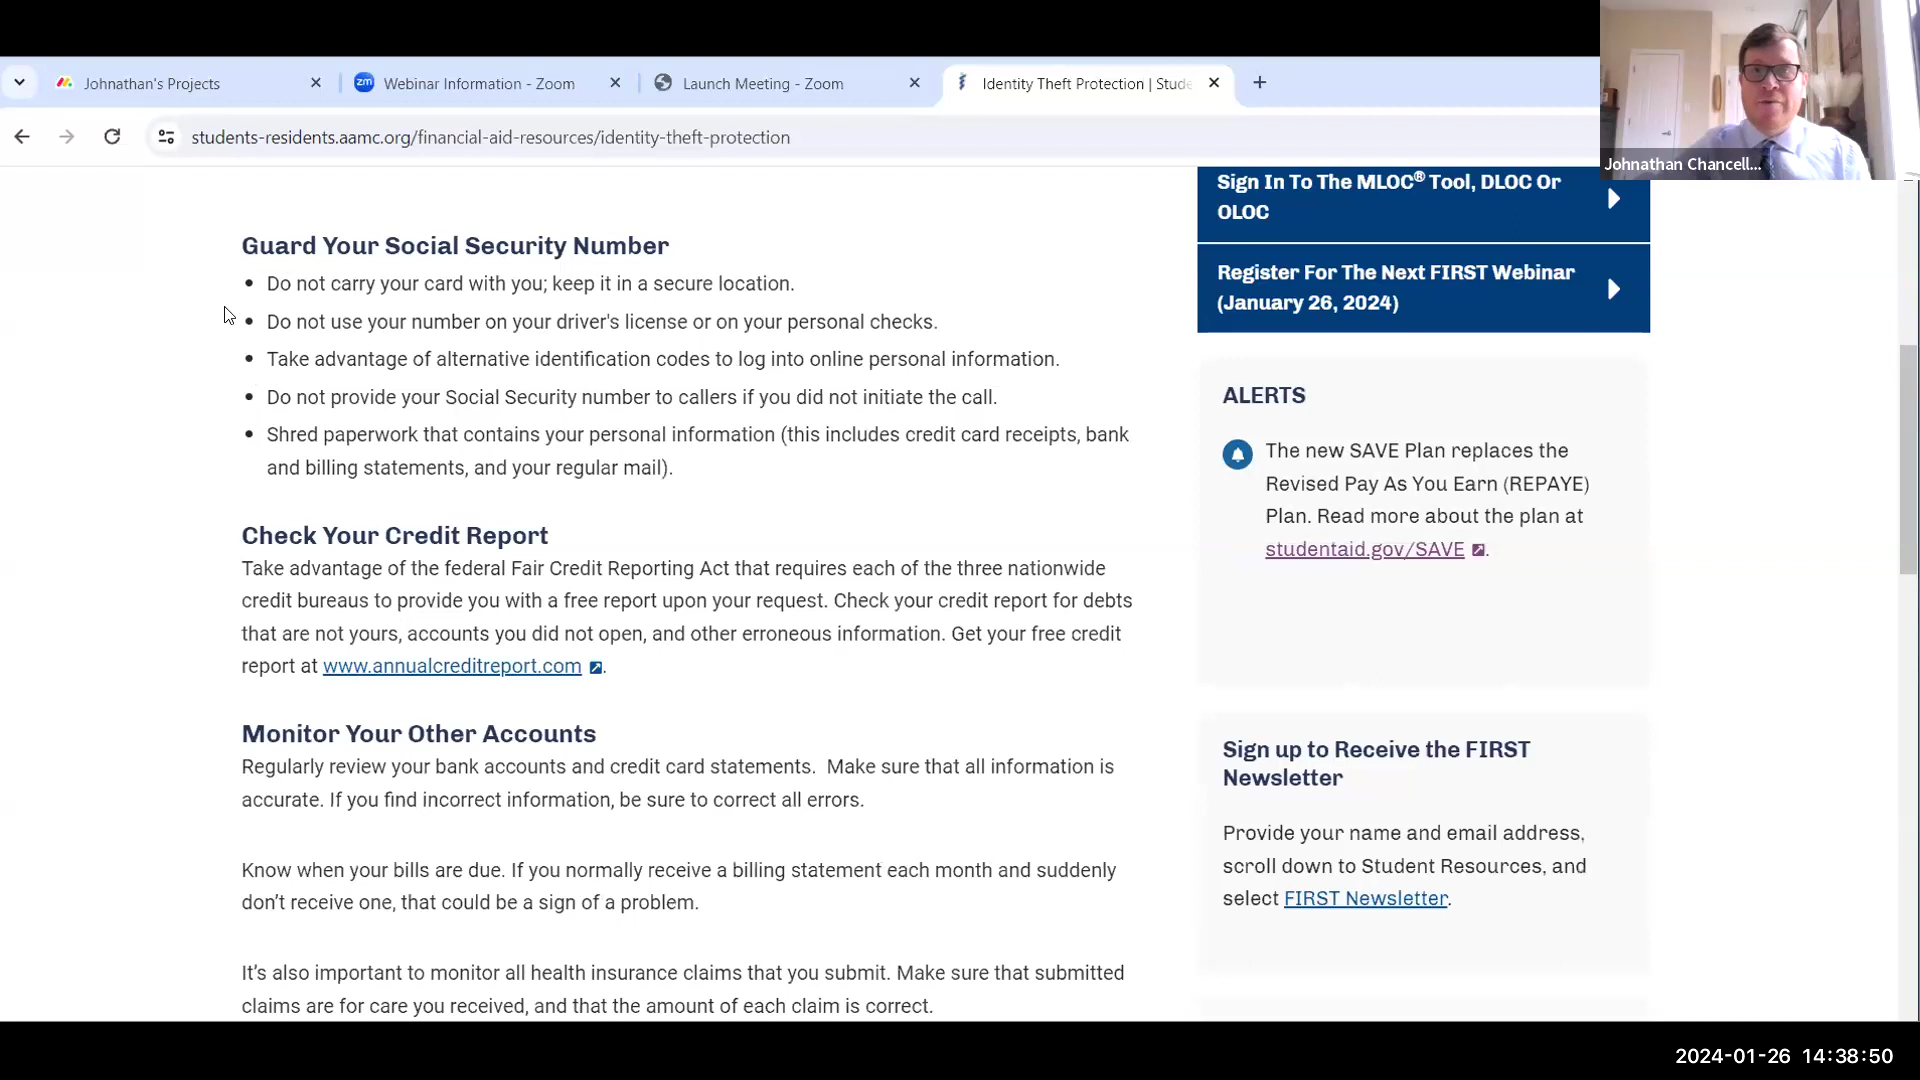 Johnathan's Projects
Webinar Information - Zoom
Launch Meeting - Zoom
Identity Theft Protection | Stude
students-residents.aamc.org/financial-aid-resources/identity-theft-protection
Johnathan Chancell...
Guard Your Social Security Number
• Do not carry your card with you; keep it in a secure location.
• Do not use your number on your driver's license or on your personal checks.
• Take advantage of alternative identification codes to log into online personal information.
• Do not provide your Social Security number to callers if you did not initiate the call.
• Shred paperwork that contains your personal information (this includes credit card receipts, bank
and billing statements, and your regular mail).
Check Your Credit Report
Take advantage of the federal Fair Credit Reporting Act that requires each of the three nationwide
credit bureaus to provide you with a free report upon your request. Check your credit report for debts
that are not yours, accounts you did not open, and other erroneous information. Get your free credit
report at www.annualcreditreport.com.
Monitor Your Other Accounts
Regularly review your bank accounts and credit card statements.  Make sure that all information is
accurate. If you find incorrect information, be sure to correct all errors.
Know when your bills are due. If you normally receive a billing statement each month and suddenly
don’t receive one, that could be a sign of a problem.
It’s also important to monitor all health insurance claims that you submit. Make sure that submitted
claims are for care you received, and that the amount of each claim is correct.
Sign In To The MLOC® Tool, DLOC Or
OLOC
Register For The Next FIRST Webinar
(January 26, 2024)
ALERTS
The new SAVE Plan replaces the
Revised Pay As You Earn (REPAYE)
Plan. Read more about the plan at
studentaid.gov/SAVE.
Sign up to Receive the FIRST
Newsletter
Provide your name and email address,
scroll down to Student Resources, and
select FIRST Newsletter.
2024-01-26 14:38:50